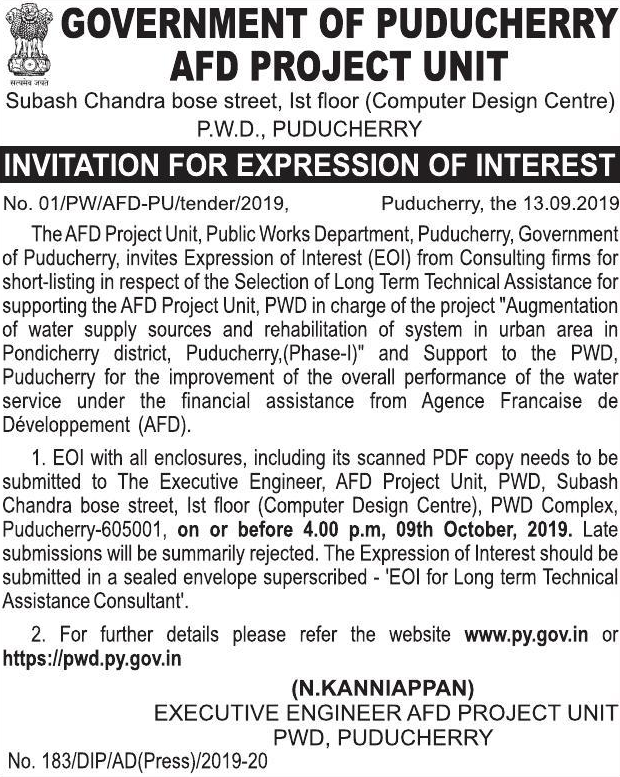 सत्यमेव जयते
GOVERNMENT OF PUDUCHERRY
AFD PROJECT UNIT
Subash Chandra bose street, Ist floor (Computer Design Centre)
P.W.D., PUDUCHERRY
INVITATION FOR EXPRESSION OF INTEREST
No. 01/PW/AFD-PU/tender/2019, Puducherry, the 13.09.2019
The AFD Project Unit, Public Works Department, Puducherry, Government
of Puducherry, invites Expression of Interest (EOI) from Consulting firms for
short-listing in respect of the Selection of Long Term Technical Assistance for
supporting the AFD Project Unit, PWD in charge of the project "Augmentation
of water supply sources and rehabilitation of system in urban area in
Pondicherry district, Puducherry,(Phase-I)" and Support to the PWD,
Puducherry for the improvement of the overall performance of the water
service under the financial assistance from Agence Francaise de
Développement (AFD).
1. EOI with all enclosures, including its scanned PDF copy needs to be
submitted to The Executive Engineer, AFD Project Unit, PWD, Subash
Chandra bose street, Ist floor (Computer Design Centre), PWD Complex,
Puducherry-605001, on or before 4.00 p.m, 09th October, 2019. Late
submissions will be summarily rejected. The Expression of Interest should be
submitted in a sealed envelope superscribed - 'EOI for Long term Technical
Assistance Consultant'.
2. For further details please refer the website www.py.gov.in or
https://pwd.py.gov.in
(N.KANNIAPPAN)
EXECUTIVE ENGINEER AFD PROJECT UNIT
PWD, PUDUCHERRY
No. 183/DIP/AD(Press)/2019-20